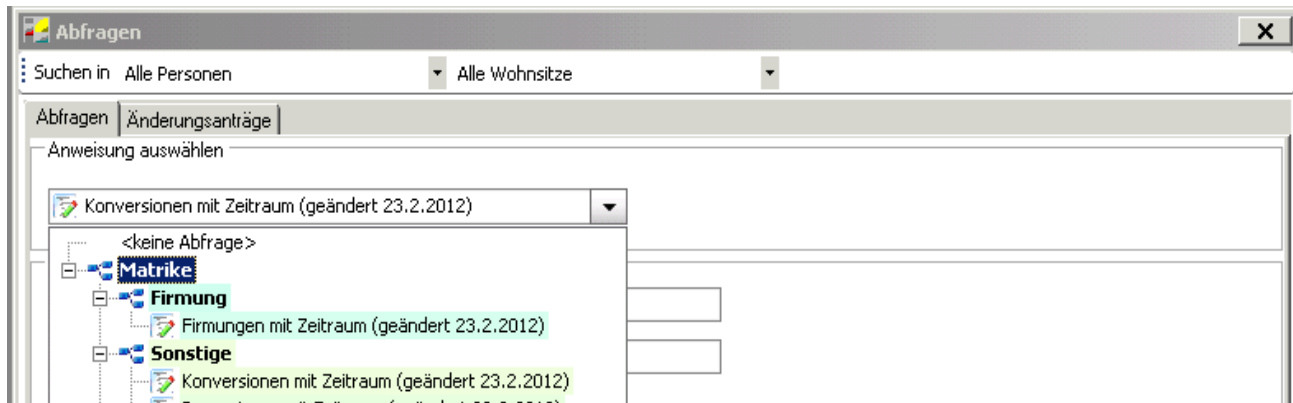 Abfragen
Suchen in Alle Personen Alle Wohnsitze
Abfragen Änderungsanträge
Anweisung auswählen
Konversionen mit Zeitraum (geändert 23.2.2012)
<keine Abfrage>
Matrike
Firmung
Firmungen mit Zeitraum (geändert 23.2.2012)
Sonstige
Konversionen mit Zeitraum (geändert 23.2.2012)